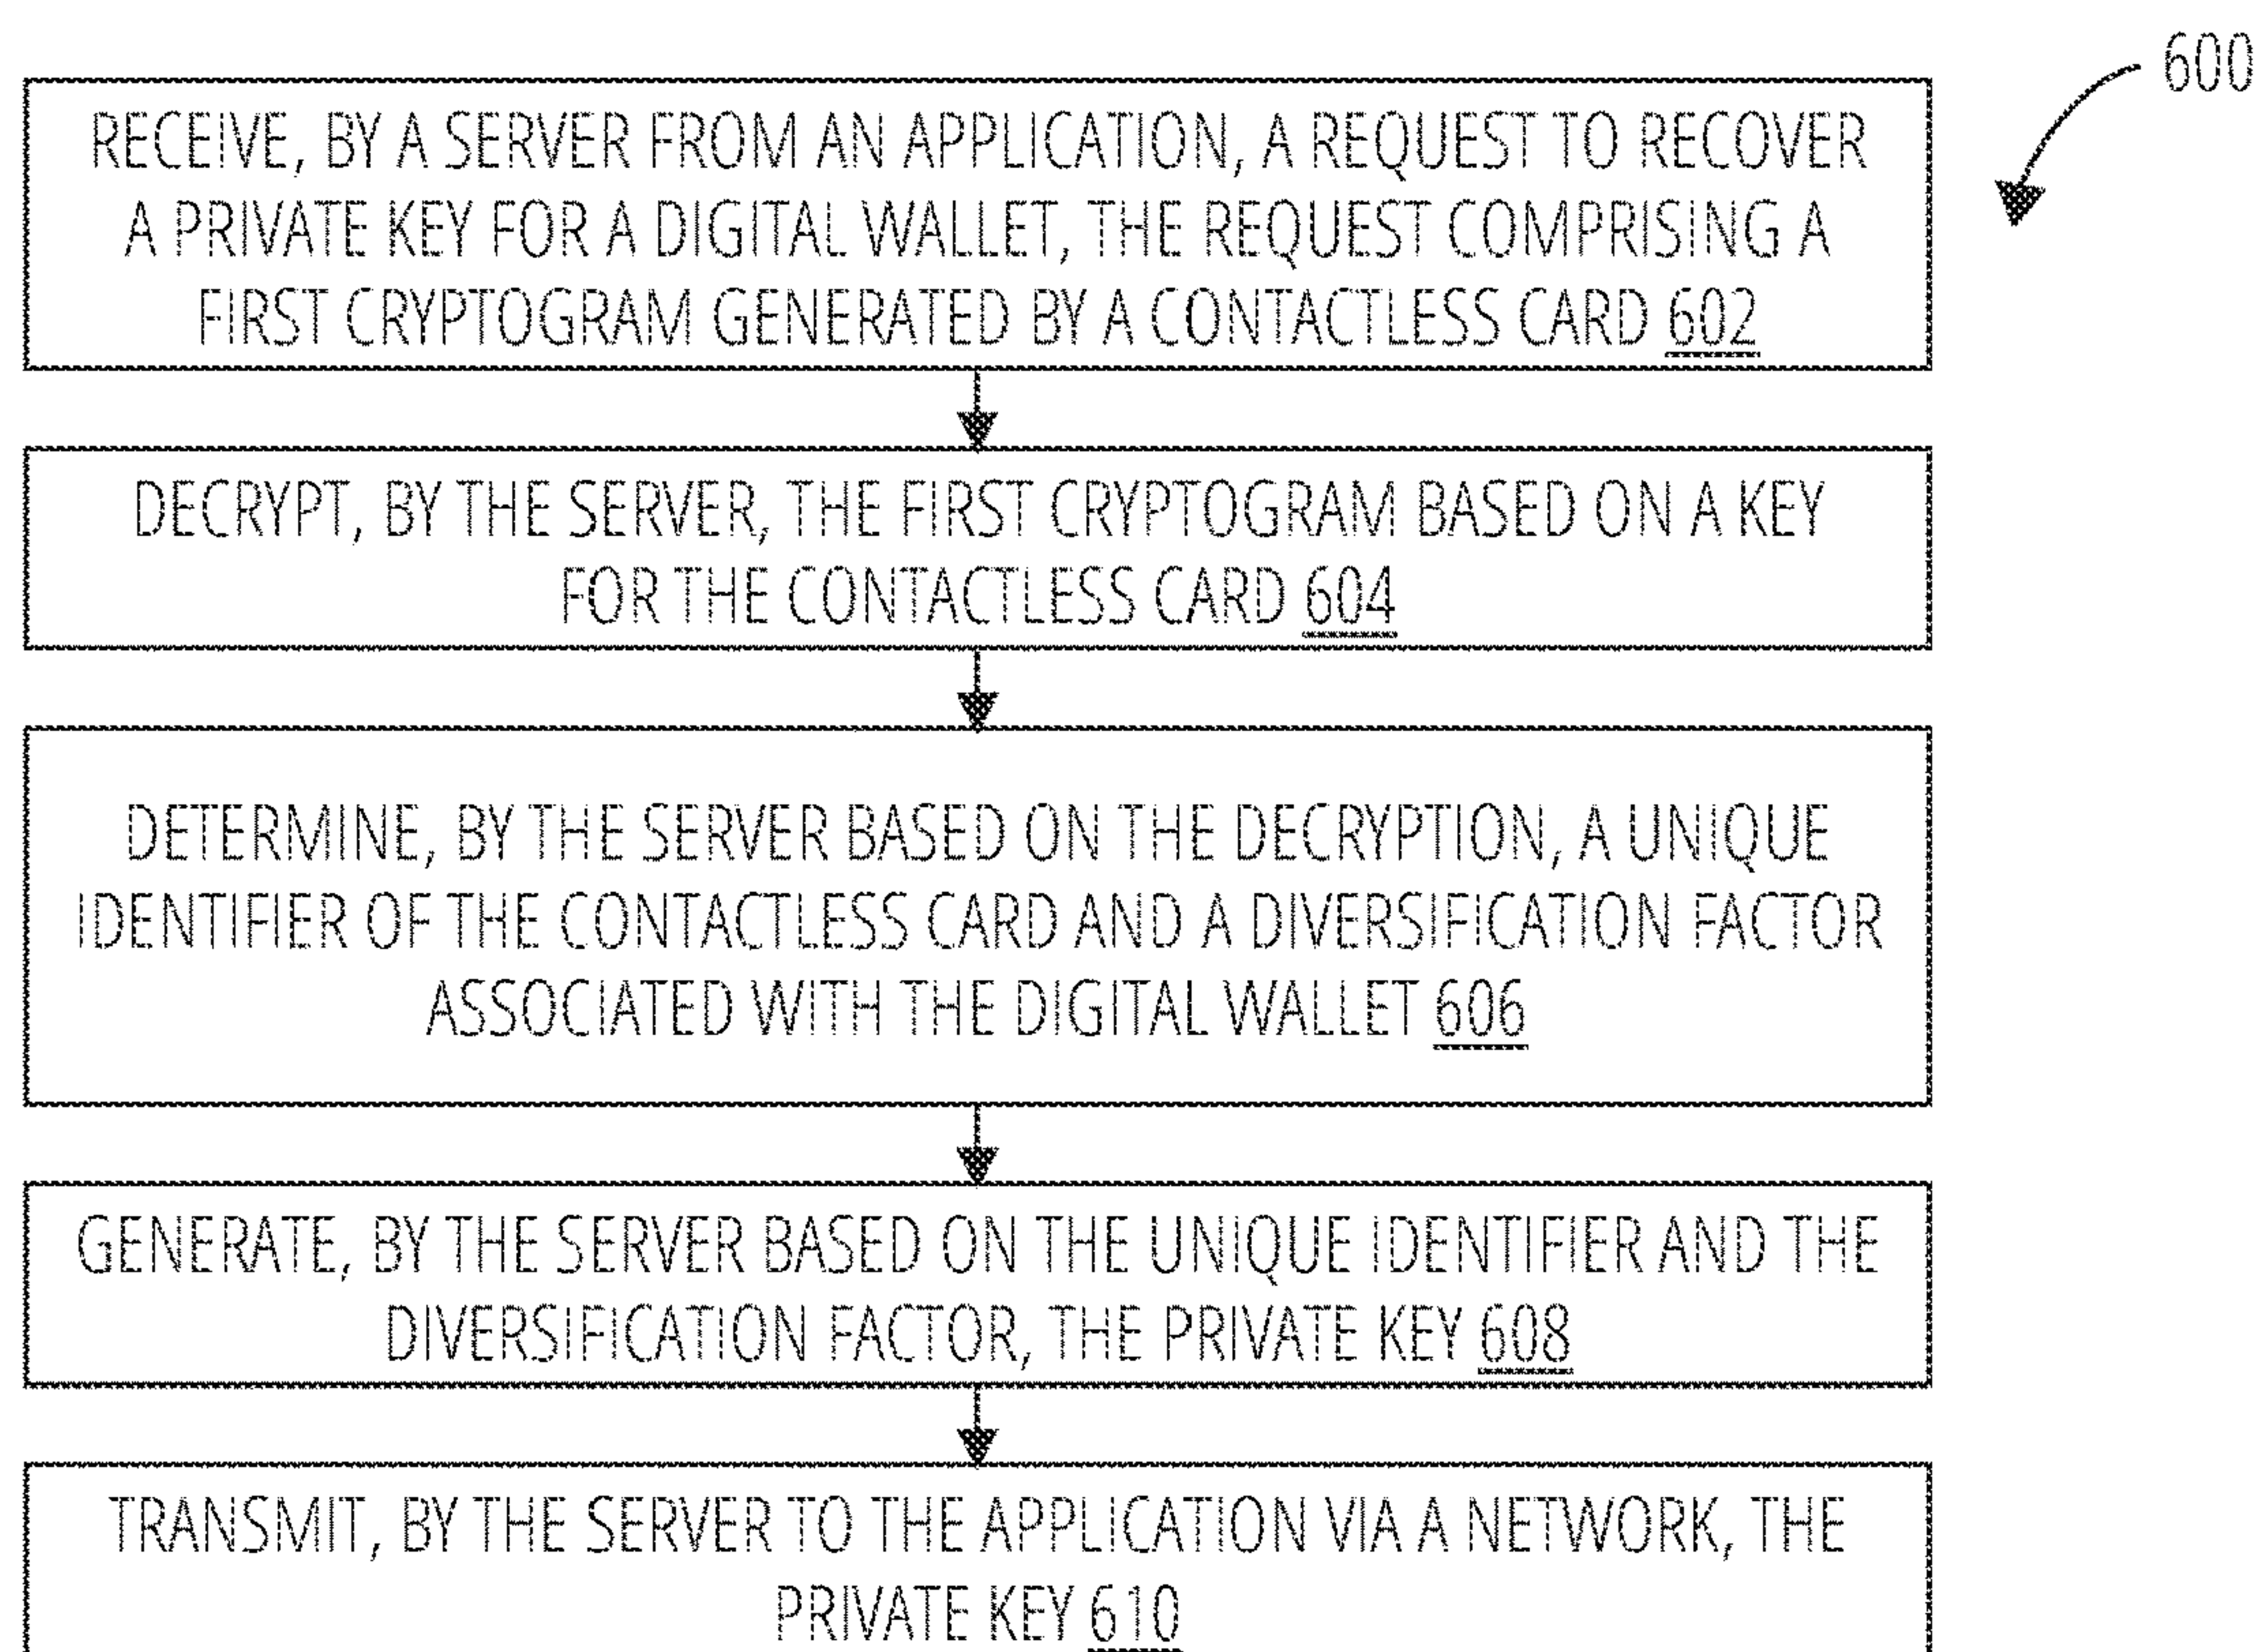 600
RECEIVE, BY A SERVER FROM AN APPLICATION, A REQUEST TO RECOVER
A PRIVATE KEY FOR A DIGITAL WALLET, THE REQUEST COMPRISING A
FIRST CRYPTOGRAM GENERATED BY A CONTACTLESS CARD 602
DECRYPT, BY THE SERVER, THE FIRST CRYPTOGRAM BASED ON A KEY
FOR THE CONTACTLESS CARD 604
DETERMINE, BY THE SERVER BASED ON THE DECRYPTION, A UNIQUE
IDENTIFIER OF THE CONTACTLESS CARD AND A DIVERSIFICATION FACTOR
ASSOCIATED WITH THE DIGITAL WALLET 606
GENERATE, BY THE SERVER BASED ON THE UNIQUE IDENTIFIER AND THE
DIVERSIFICATION FACTOR, THE PRIVATE KEY 608
TRANSMIT, BY THE SERVER TO THE APPLICATION VIA A NETWORK, THE
PRIVATE KEY 610